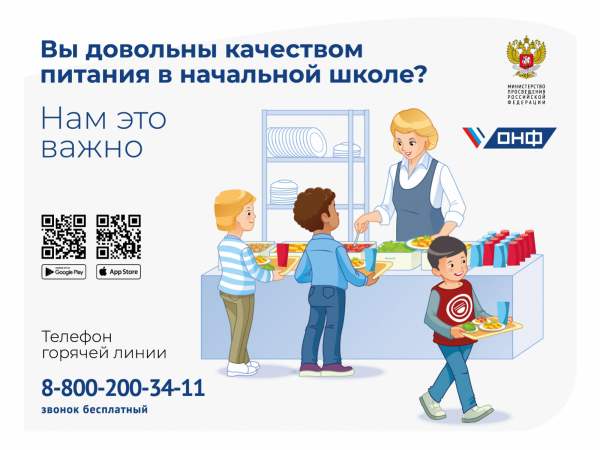 Вы довольны качеством
питания в начальной школе?
Нам это
важно
МИНИСТЕРСТВО
ПРОСВЕЩЕНИЯ
РОССИЙСКОЙ
ФЕДЕРАЦИИ
ОНФ
Google Play
App Store
Телефон
горячей линии
8-800-200-34-11
звонок бесплатный